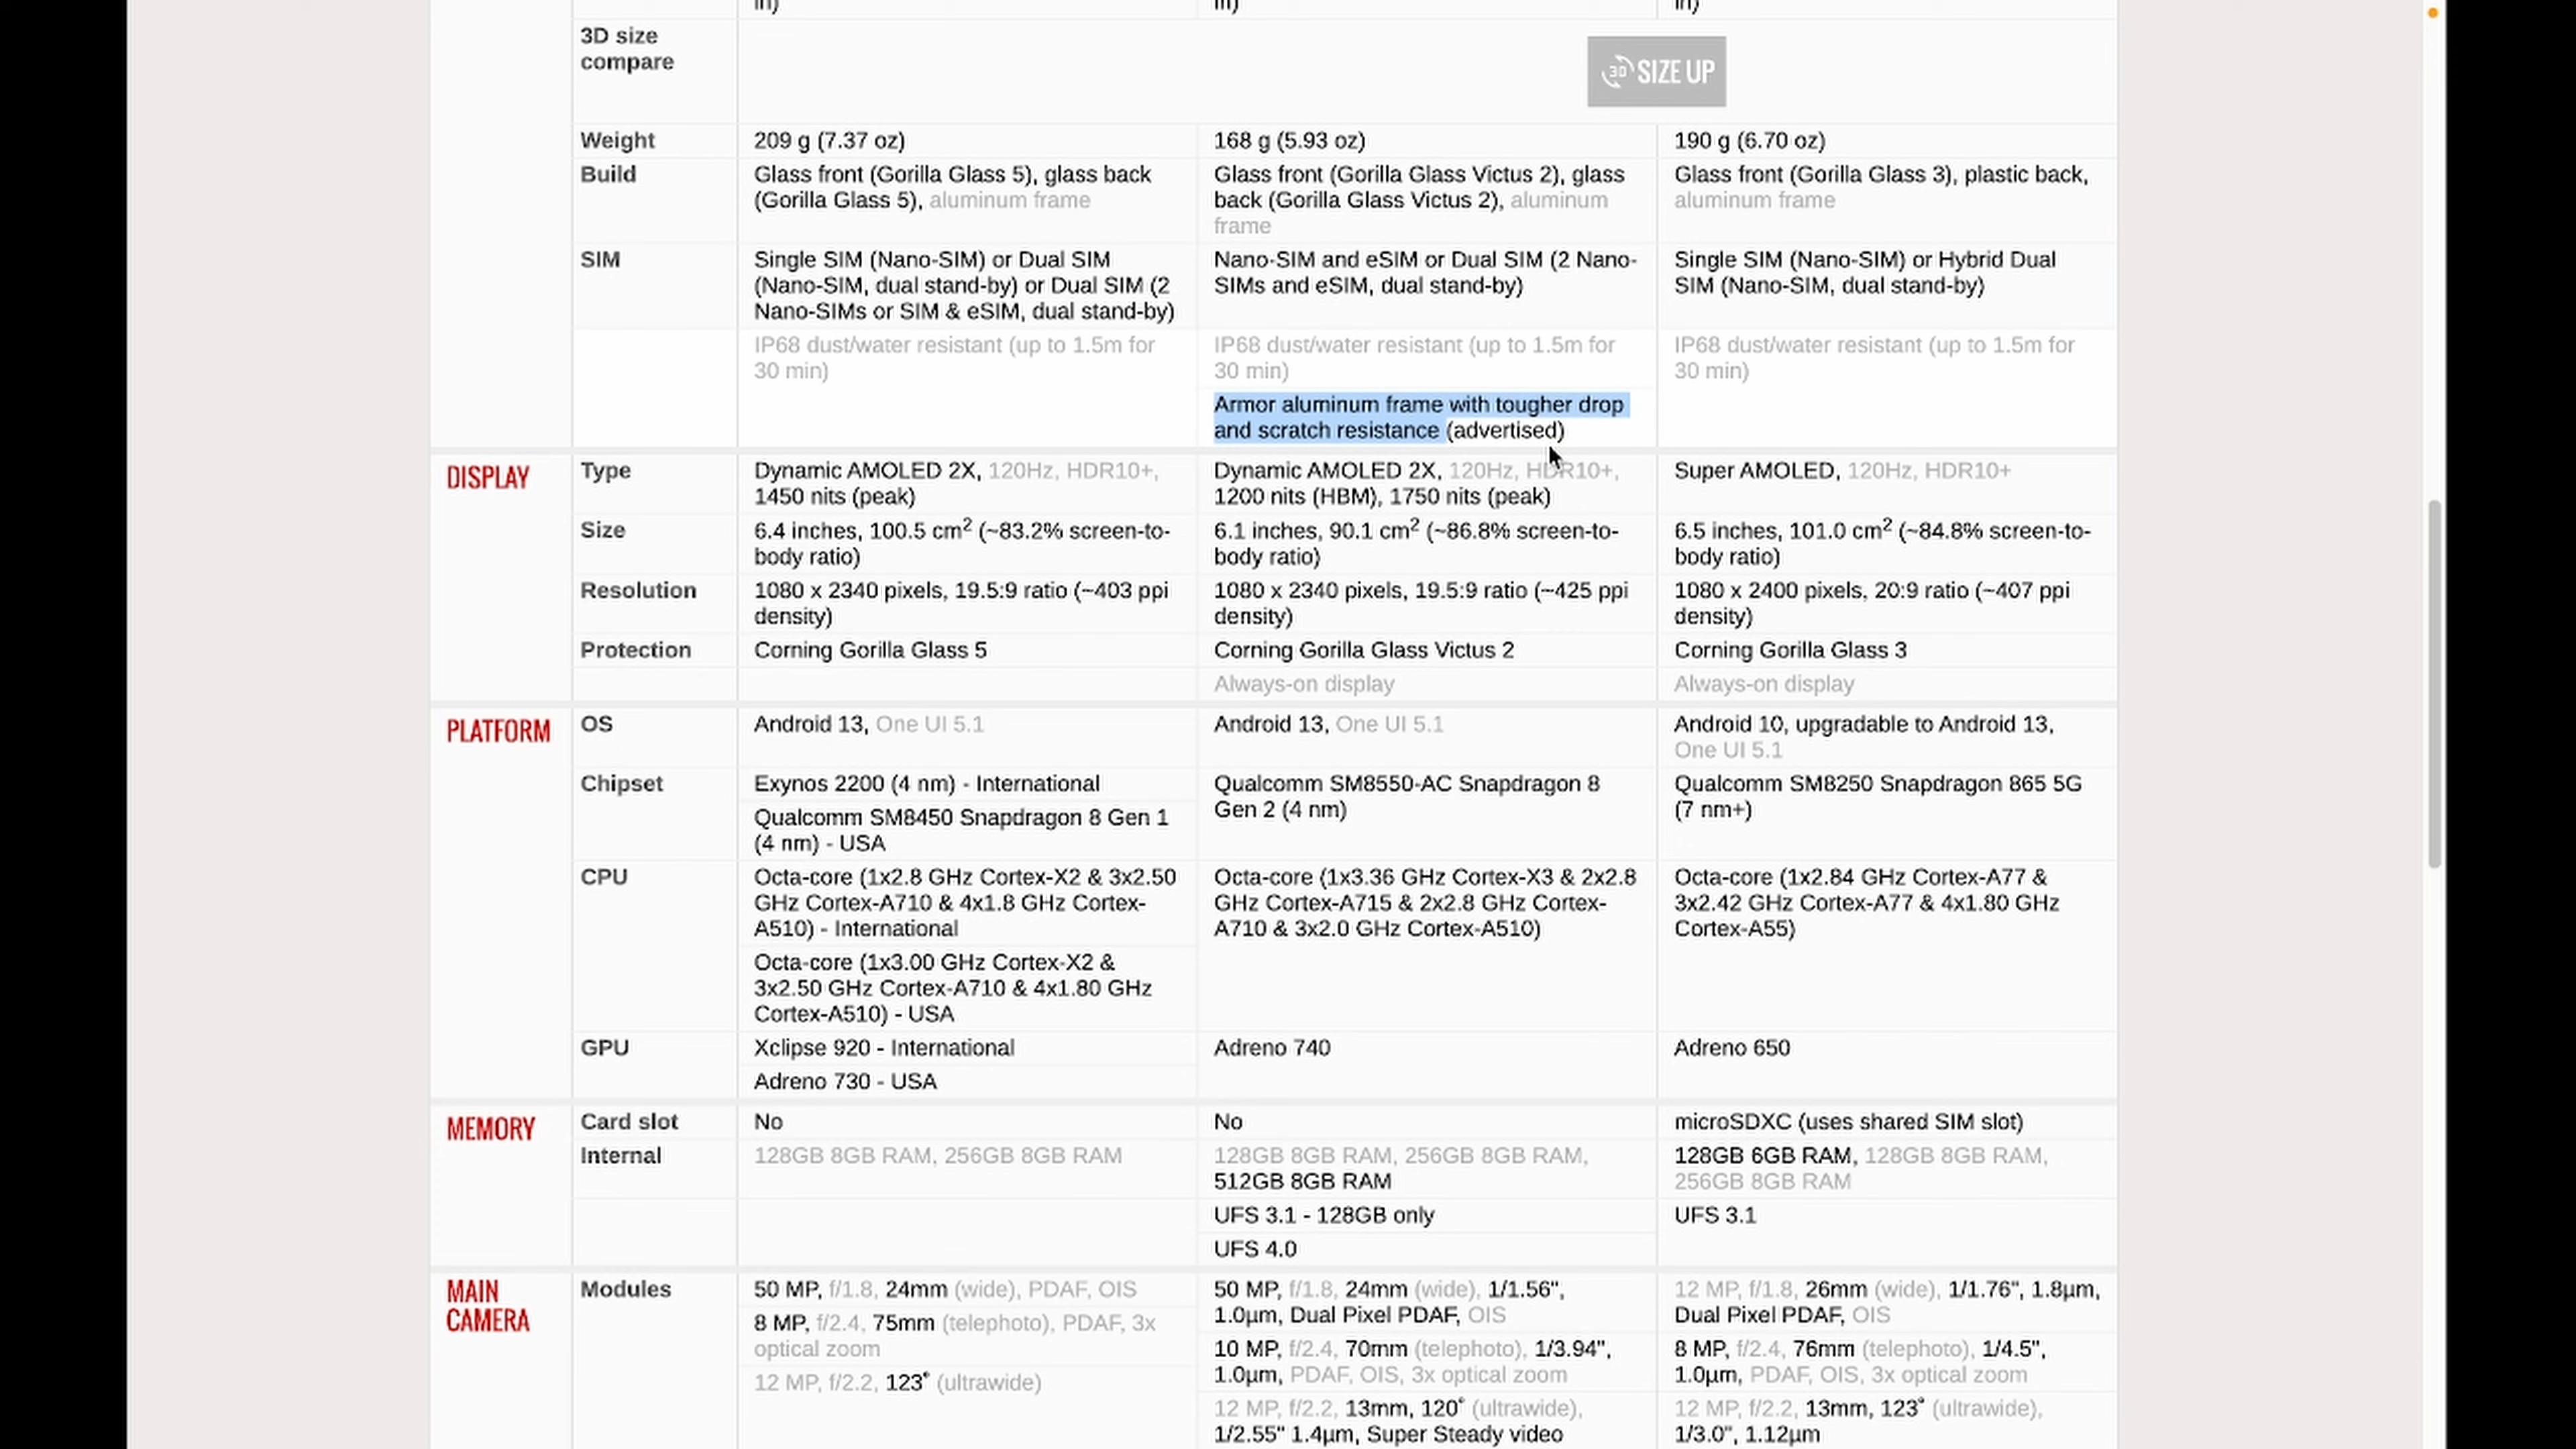 in)
in)
in)
3D size
compare
3D SIZE UP
Weight
209 g (7.37 oz)
168 g (5.93 oz)
190 g (6.70 oz)
Build
Glass front (Gorilla Glass 5), glass back
(Gorilla Glass 5), aluminum frame
Glass front (Gorilla Glass Victus 2), glass
back (Gorilla Glass Victus 2), aluminum
frame
Glass front (Gorilla Glass 3), plastic back,
aluminum frame
SIM
Single SIM (Nano-SIM) or Dual SIM
(Nano-SIM, dual stand-by) or Dual SIM (2
Nano-SIMs or SIM & eSIM, dual stand-by)
Nano-SIM and eSIM or Dual SIM (2 Nano-
SIMs and eSIM, dual stand-by)
Single SIM (Nano-SIM) or Hybrid Dual
SIM (Nano-SIM, dual stand-by)
IP68 dust/water resistant (up to 1.5m for
30 min)
IP68 dust/water resistant (up to 1.5m for
30 min)
Armor aluminum frame with tougher drop
and scratch resistance (advertised)
IP68 dust/water resistant (up to 1.5m for
30 min)
DISPLAY
Type
Dynamic AMOLED 2X, 120Hz, HDR10+,
1450 nits (peak)
Dynamic AMOLED 2X, 120Hz, HDR10+,
1200 nits (HBM), 1750 nits (peak)
Super AMOLED, 120Hz, HDR10+
Size
6.4 inches, 100.5 cm2 (~83.2% screen-to-
body ratio)
6.1 inches, 90.1 cm2 (~86.8% screen-to-
body ratio)
6.5 inches, 101.0 cm2 (~84.8% screen-to-
body ratio)
Resolution
1080 x 2340 pixels, 19.5:9 ratio (~403 ppi
density)
1080 x 2340 pixels, 19.5:9 ratio (~425 ppi
density)
1080 x 2400 pixels, 20:9 ratio (~407 ppi
density)
Protection
Corning Gorilla Glass 5
Corning Gorilla Glass Victus 2
Corning Gorilla Glass 3
Always-on display
Always-on display
PLATFORM
OS
Android 13, One UI 5.1
Android 13, One UI 5.1
Android 10, upgradable to Android 13,
One UI 5.1
Chipset
Exynos 2200 (4 nm) - International
Qualcomm SM8450 Snapdragon 8 Gen 1
(4 nm) - USA
Qualcomm SM8550-AC Snapdragon 8
Gen 2 (4 nm)
Qualcomm SM8250 Snapdragon 865 5G
(7 nm+)
CPU
Octa-core (1x2.8 GHz Cortex-X2 & 3x2.50
GHz Cortex-A710 & 4x1.8 GHz Cortex-
A510) - International
Octa-core (1x3.00 GHz Cortex-X2 &
3x2.50 GHz Cortex-A710 & 4x1.80 GHz
Cortex-A510) - USA
Octa-core (1x3.36 GHz Cortex-X3 & 2x2.8
GHz Cortex-A715 & 2x2.8 GHz Cortex-
A710 & 3x2.0 GHz Cortex-A510)
Octa-core (1x2.84 GHz Cortex-A77 &
3x2.42 GHz Cortex-A77 & 4x1.80 GHz
Cortex-A55)
GPU
Xclipse 920 - International
Adreno 730 - USA
Adreno 740
Adreno 650
MEMORY
Card slot
No
No
microSDXC (uses shared SIM slot)
Internal
128GB 8GB RAM, 256GB 8GB RAM
128GB 8GB RAM, 256GB 8GB RAM,
512GB 8GB RAM
128GB 6GB RAM, 128GB 8GB RAM,
256GB 8GB RAM
UFS 3.1 - 128GB only
UFS 4.0
UFS 3.1
MAIN
CAMERA
Modules
50 MP, f/1.8, 24mm (wide), PDAF, OIS
8 MP, f/2.4, 75mm (telephoto), PDAF, 3x
optical zoom
12 MP, f/2.2, 123˚ (ultrawide)
50 MP, f/1.8, 24mm (wide), 1/1.56",
1.0µm, Dual Pixel PDAF, OIS
10 MP, f/2.4, 70mm (telephoto), 1/3.94",
1.0µm, PDAF, OIS, 3x optical zoom
12 MP, f/2.2, 13mm, 120˚ (ultrawide),
1/2.55" 1.4µm, Super Steady video
12 MP, f/1.8, 26mm (wide), 1/1.76", 1.8µm,
Dual Pixel PDAF, OIS
8 MP, f/2.4, 76mm (telephoto), 1/4.5",
1.0µm, PDAF, OIS, 3x optical zoom
12 MP, f/2.2, 13mm, 123˚ (ultrawide),
1/3.0", 1.12µm